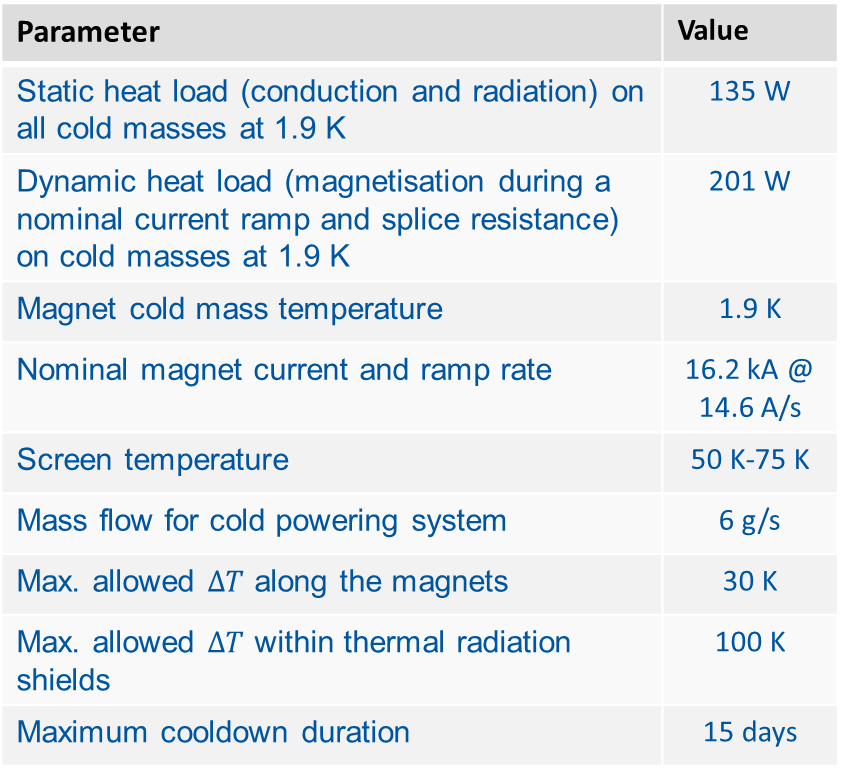 Parameter Value
Static heat load (conduction and radiation) on 135 W
all cold masses at 1.9 K
Dynamic heat load (magnetisation during a 201 W
nominal current ramp and splice resistance)
on cold masses at 1.9 K
Magnet cold mass temperature 1.9 K
Nominal magnet current and ramp rate 16.2 kA @
14.6 A/s
Screen temperature 50 K-75 K
Mass flow for cold powering system 6 g/s
Max. allowed Δ𝑇 along the magnets 30 K
Max. allowed Δ𝑇 within thermal radiation 100 K
shields
Maximum cooldown duration 15 days